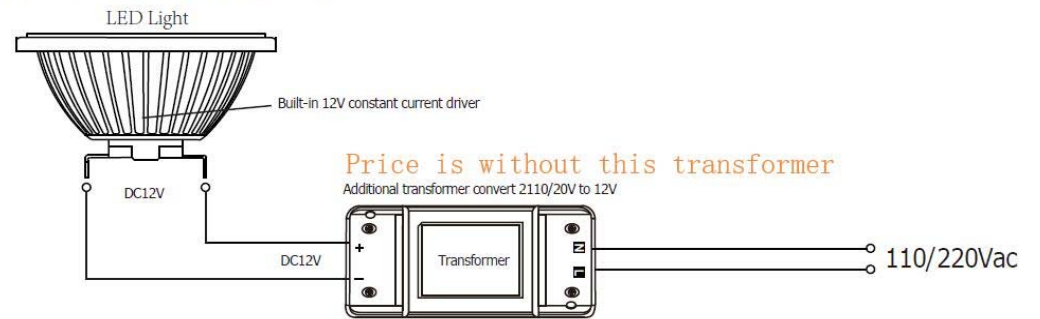 LED Light
Built-in 12V constant current driver
Price is without this transformer
Additional transformer convert 2110/20V to 12V
DC12V
+
N
DC12V
Transformer
110/220Vac
−
L